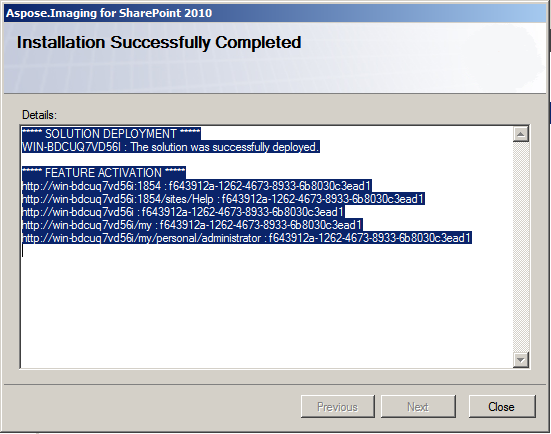 Aspose.Imaging for SharePoint 2010
Installation Successfully Completed
Details:
***** SOLUTION DEPLOYMENT *****
WIN-BDCUQ7VD56I : The solution was successfully deployed.
***** FEATURE ACTIVATION *****
http://win-bdcuq7vd56i:1854 : f643912a-1262-4673-8933-6b8030c3ead1
http://win-bdcuq7vd56i:1854/sites/Help : f643912a-1262-4673-8933-6b8030c3ead1
http://win-bdcuq7vd56i : f643912a-1262-4673-8933-6b8030c3ead1
http://win-bdcuq7vd56i/my : f643912a-1262-4673-8933-6b8030c3ead1
http://win-bdcuq7vd56i/my/personal/administrator : f643912a-1262-4673-8933-6b8030c3ead1
Previous
Next
Close